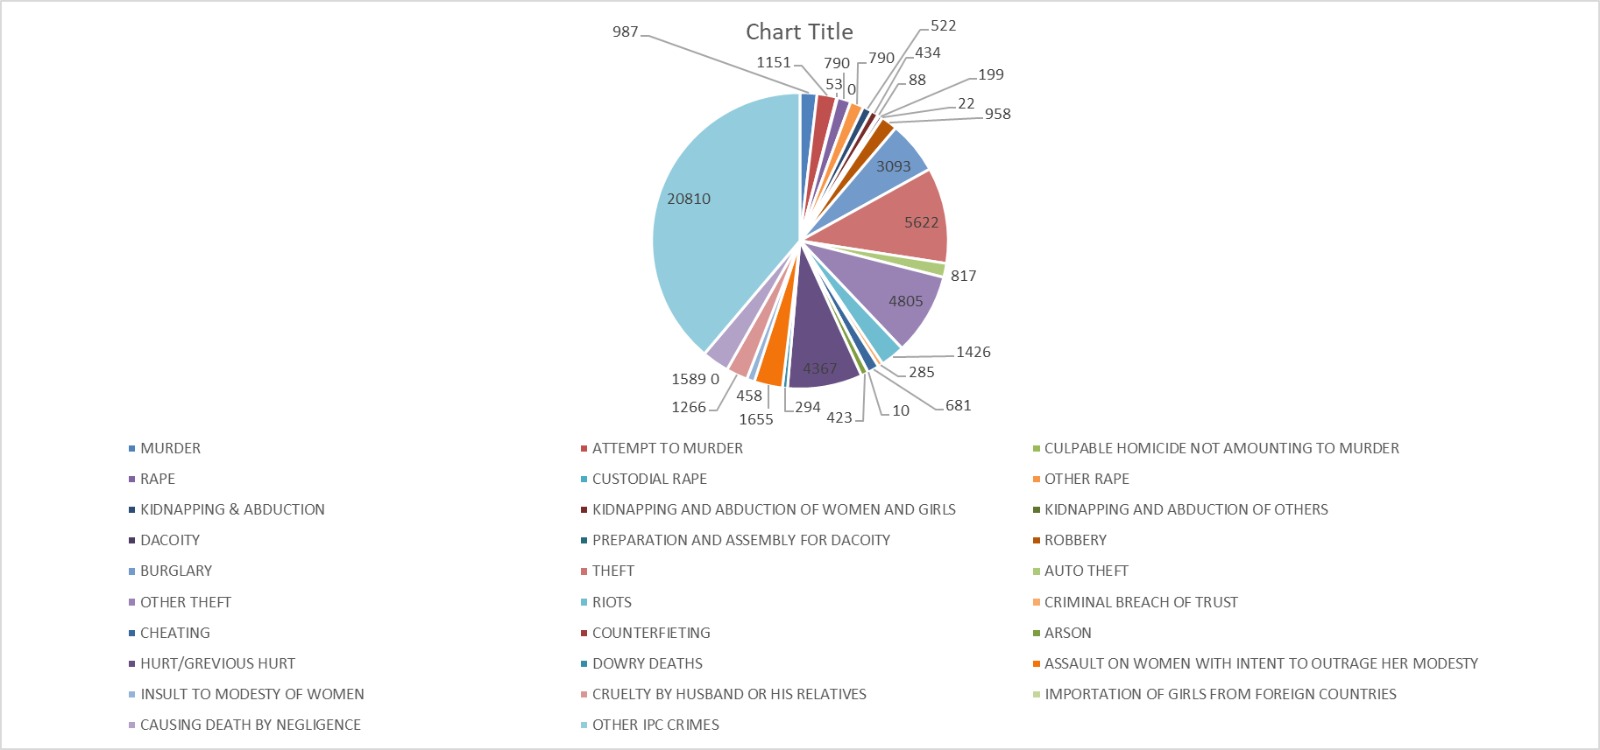 Chart Title
987
1151
53
790
0
790
522
434
88
199
22
958
3093
5622
817
4805
1426
285
681
10
423
4367
294
1655
458
1266
0
1589
20810
MURDER
ATTEMPT TO MURDER
CULPABLE HOMICIDE NOT AMOUNTING TO MURDER
RAPE
CUSTODIAL RAPE
OTHER RAPE
KIDNAPPING & ABDUCTION
KIDNAPPING AND ABDUCTION OF WOMEN AND GIRLS
KIDNAPPING AND ABDUCTION OF OTHERS
DACOITY
PREPARATION AND ASSEMBLY FOR DACOITY
ROBBERY
BURGLARY
THEFT
AUTO THEFT
OTHER THEFT
RIOTS
CRIMINAL BREACH OF TRUST
CHEATING
COUNTERFIETING
ARSON
HURT/GREVIOUS HURT
DOWRY DEATHS
ASSAULT ON WOMEN WITH INTENT TO OUTRAGE HER MODESTY
INSULT TO MODESTY OF WOMEN
CRUELTY BY HUSBAND OR HIS RELATIVES
IMPORTATION OF GIRLS FROM FOREIGN COUNTRIES
CAUSING DEATH BY NEGLIGENCE
OTHER IPC CRIMES